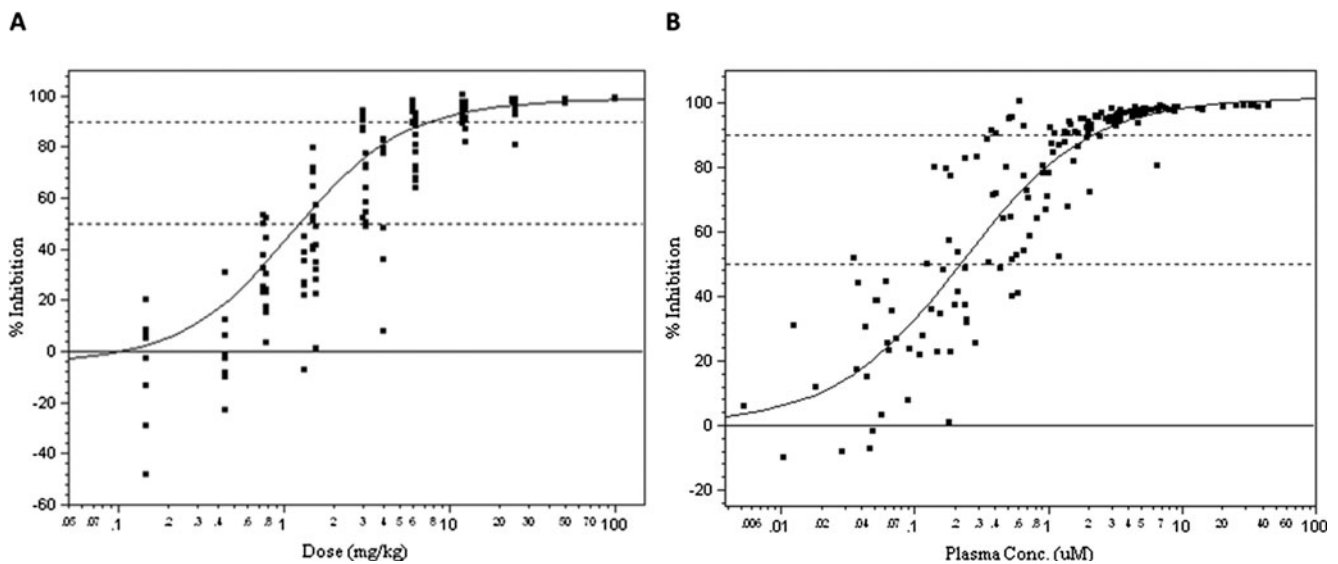 A
B
% Inhibition
100
80
60
40
20
0
-20
-40
-60
.05 .07 .1 .2 .3 .4 .6 .8 1 2 3 4 5 6 8 10 20 30 50 70 100
Dose (mg/kg)
% Inhibition
100
80
60
40
20
0
-20
.006 .01 .02 .04 .06 .1 .2 .3 .4 .6 1 2 3 4 5 7 10 20 30 40 60 100
Plasma Conc. (uM)